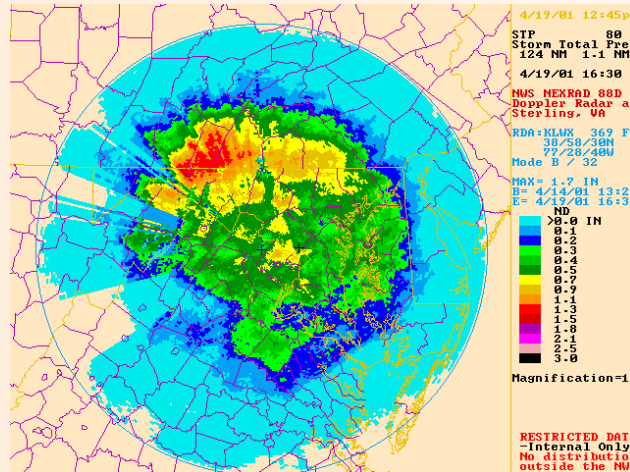 4/19/01 12:45p
STP 80
Storm Total Pre
124 NM 1.1 NM
4/19/01 16:30
NWS NEXRAD 88D
Doppler Radar a
Sterling, VA
RDA:KLWX 369 F
38/58/30N
77/28/40W
Mode B / 32
MAX= 1.7 IN
B= 4/14/01 13:2
E= 4/19/01 16:3
ND
>0.0 IN
0.1
0.2
0.3
0.4
0.5
0.7
0.9
1.1
1.3
1.5
1.8
2.1
2.5
3.0
Magnification=1
RESTRICTED DAT
-Internal Only
No distributio
outside the NW